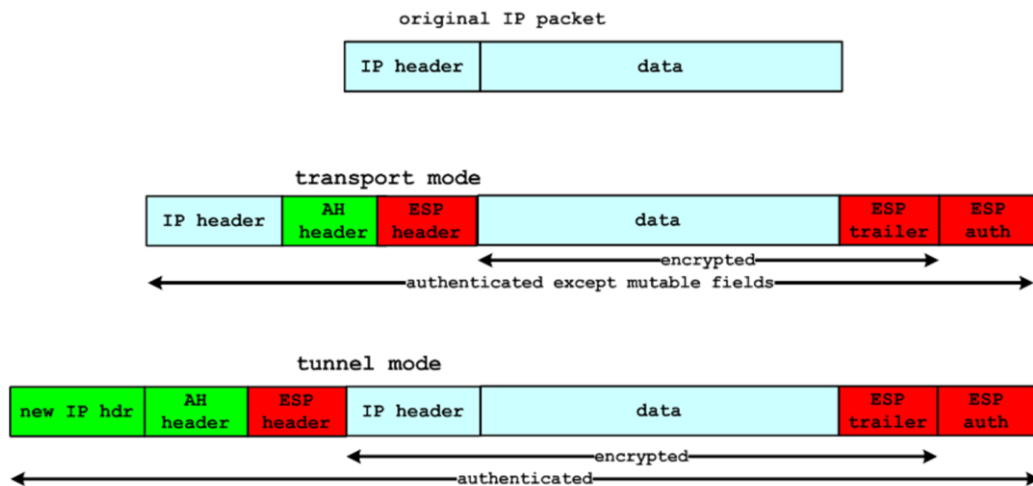 original IP packet
IP header data
transport mode
IP header AH header ESP header data ESP trailer ESP auth
encrypted
authenticated except mutable fields
tunnel mode
new IP hdr AH header ESP header IP header data ESP trailer ESP auth
encrypted
authenticated